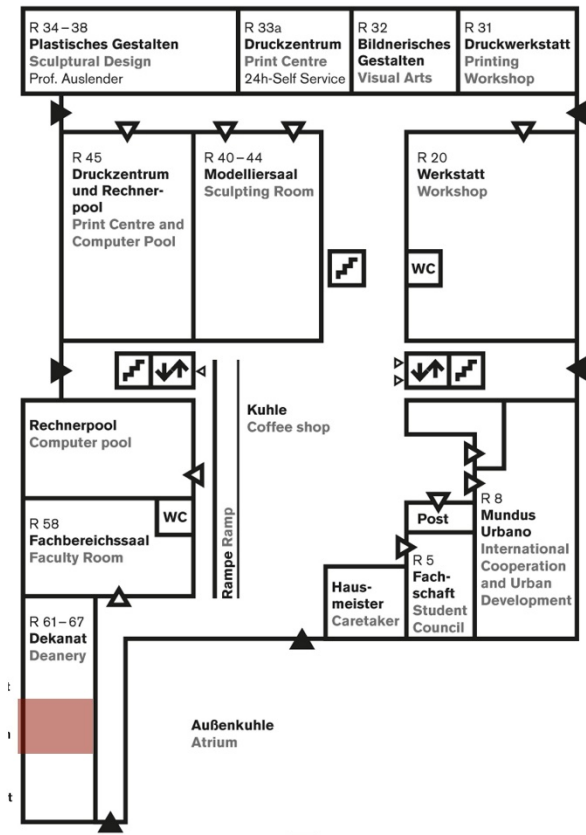 R 34–38
Plastisches Gestalten
Sculptural Design
Prof. Auslender
R 33a
Druckzentrum
Print Centre
24h-Self Service
R 32
Bildnerisches
Gestalten
Visual Arts
R 31
Druckwerkstatt
Printing
Workshop
R 45
Druckzentrum
und Rechner-
pool
Print Centre and
Computer Pool
R 40–44
Modelliersaal
Sculpting Room
R 20
Werkstatt
Workshop
WC
Rechnerpool
Computer pool
Kuhle
Coffee shop
R 58
Fachbereichssaal
Faculty Room
WC
Rampe Ramp
Post
R 8
Mundus
Urbano
International
Cooperation
and Urban
Development
R 5
Fach-
schaft
Student
Council
Haus-
meister
Caretaker
R 61–67
Dekanat
Deanery
Außenkuhle
Atrium